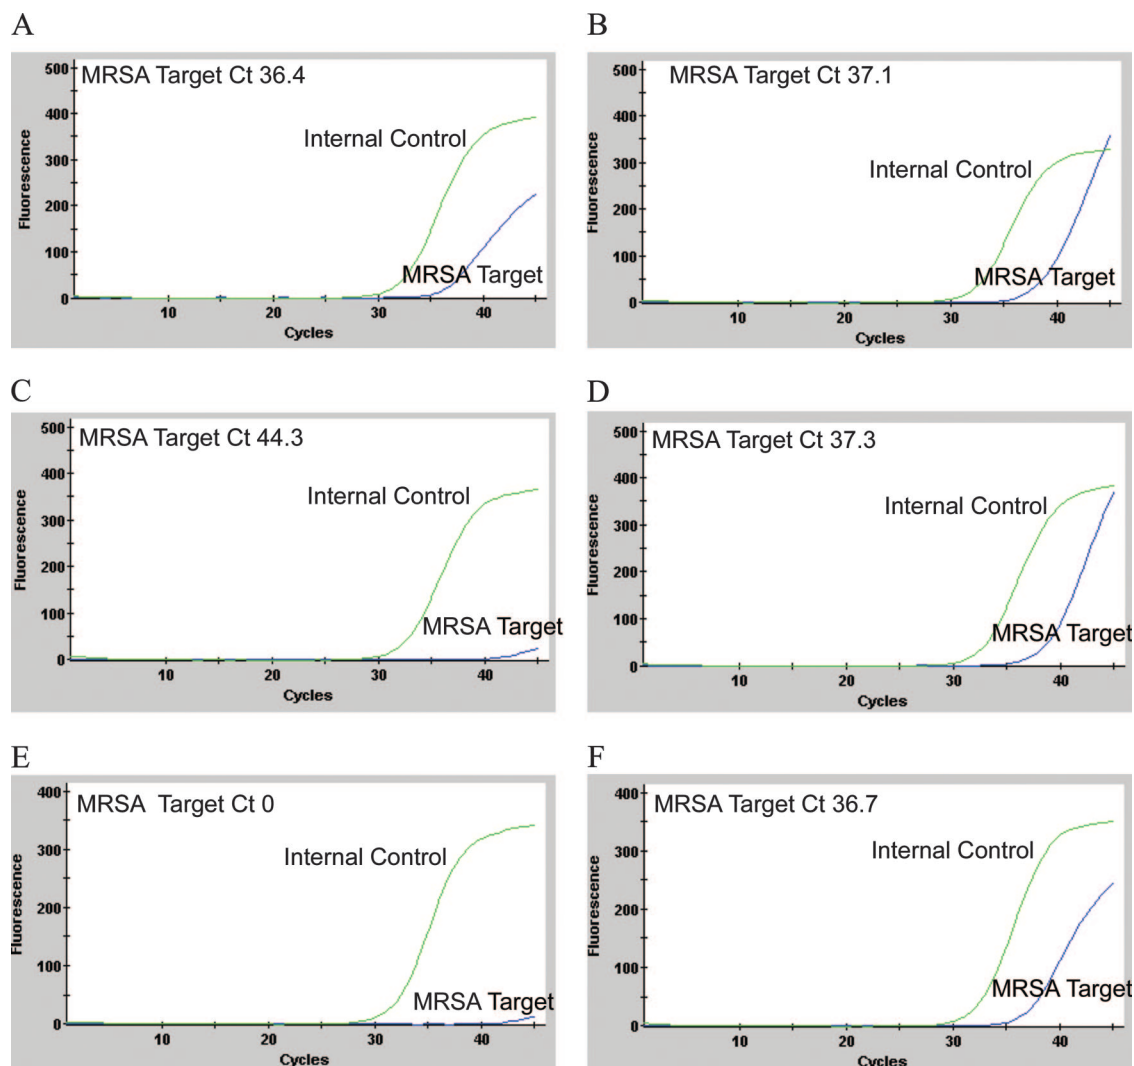 A
MRSA Target Ct 36.4
Internal Control
MRSA Target
Fluorescence
500
400
300
200
100
0
10
20
30
40
Cycles
B
MRSA Target Ct 37.1
Internal Control
MRSA Target
Fluorescence
500
400
300
200
100
0
10
20
30
40
Cycles
C
MRSA Target Ct 44.3
Internal Control
MRSA Target
Fluorescence
500
400
300
200
100
0
10
20
30
40
Cycles
D
MRSA Target Ct 37.3
Internal Control
MRSA Target
Fluorescence
500
400
300
200
100
0
10
20
30
40
Cycles
E
MRSA Target Ct 0
Internal Control
MRSA Target
Fluorescence
400
300
200
100
0
10
20
30
40
Cycles
F
MRSA Target Ct 36.7
Internal Control
MRSA Target
Fluorescence
400
300
200
100
0
10
20
30
40
Cycles